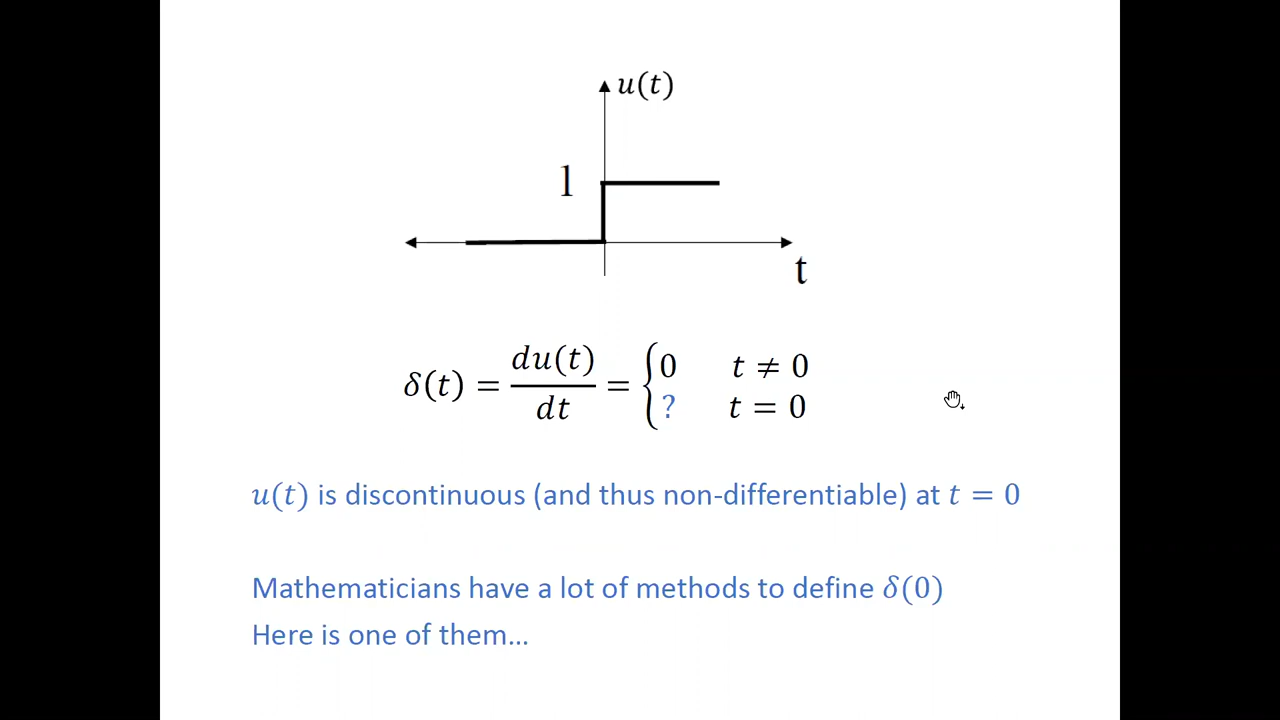 u(t)
1
t
δ(t) = du(t)/dt = { 0 t ≠ 0
? t = 0
u(t) is discontinuous (and thus non-differentiable) at t = 0
Mathematicians have a lot of methods to define δ(0)
Here is one of them...